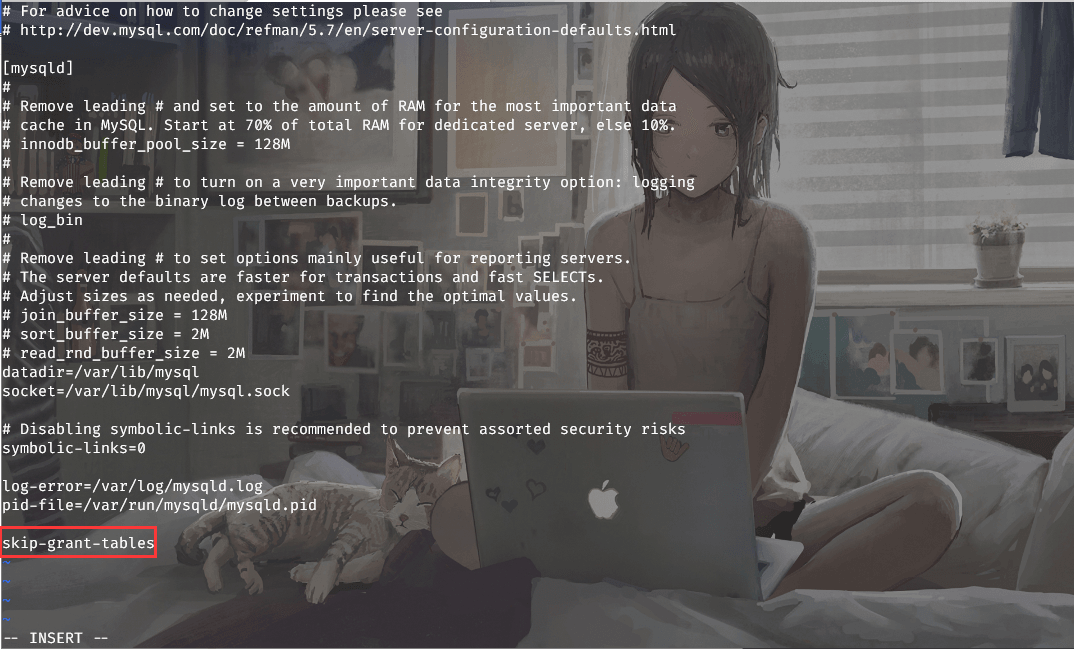 # For advice on how to change settings please see
# http://dev.mysql.com/doc/refman/5.7/en/server-configuration-defaults.html
[mysqld]
#
# Remove leading # and set to the amount of RAM for the most important data
# cache in MySQL. Start at 70% of total RAM for dedicated server, else 10%.
# innodb_buffer_pool_size = 128M
#
# Remove leading # to turn on a very important data integrity option: logging
# changes to the binary log between backups.
# log_bin
#
# Remove leading # to set options mainly useful for reporting servers.
# The server defaults are faster for transactions and fast SELECTs.
# Adjust sizes as needed, experiment to find the optimal values.
# join_buffer_size = 128M
# sort_buffer_size = 2M
# read_rnd_buffer_size = 2M
datadir=/var/lib/mysql
socket=/var/lib/mysql/mysql.sock
# Disabling symbolic-links is recommended to prevent assorted security risks
symbolic-links=0
log-error=/var/log/mysqld.log
pid-file=/var/run/mysqld/mysqld.pid
skip-grant-tables
~
~
~
~
-- INSERT --